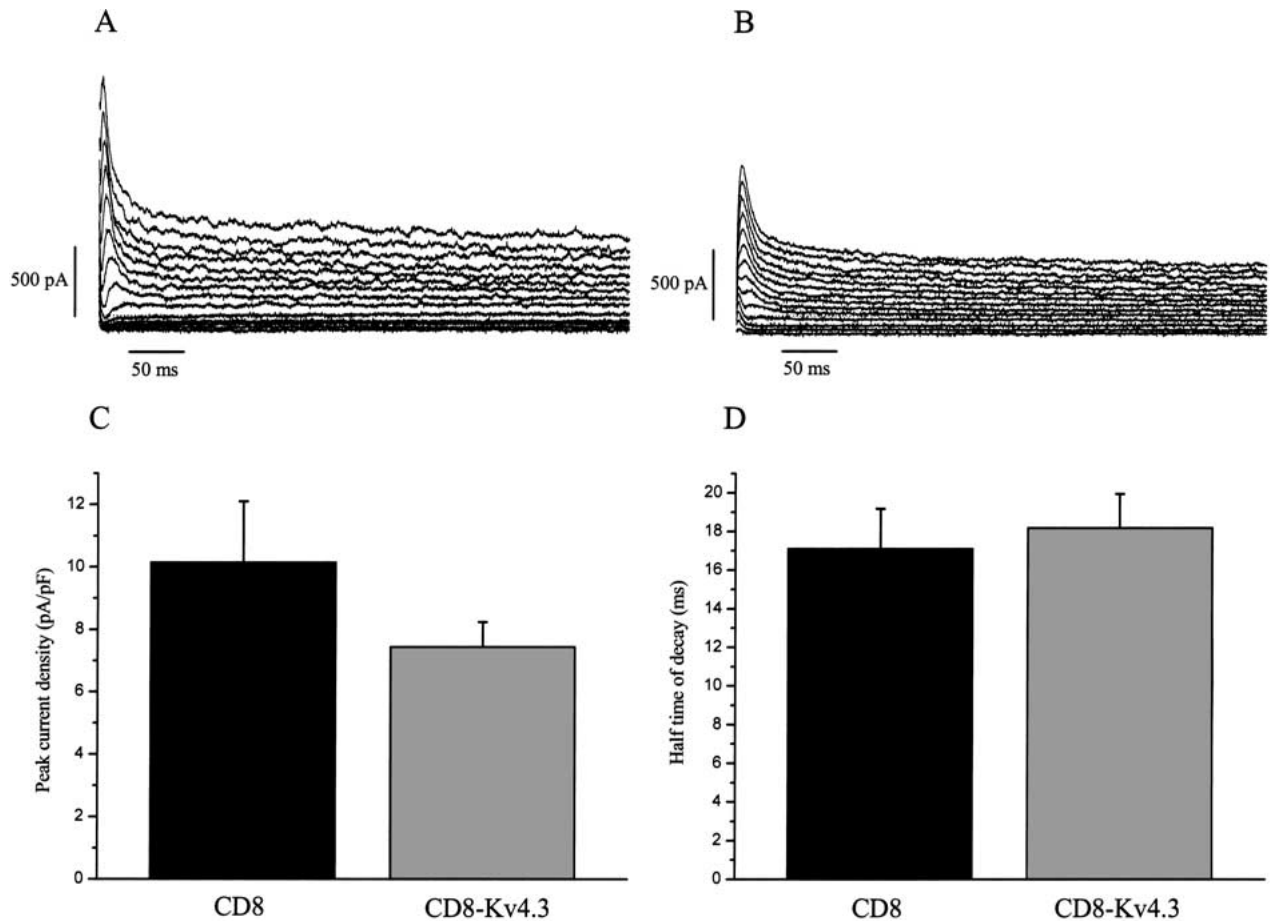 A
B
500 pA
50 ms
500 pA
50 ms
C
D
Peak current density (pA/pF)
12
10
8
6
4
2
0
CD8
CD8-Kv4.3
Half time of decay (ms)
20
18
16
14
12
10
8
6
4
2
0
CD8
CD8-Kv4.3